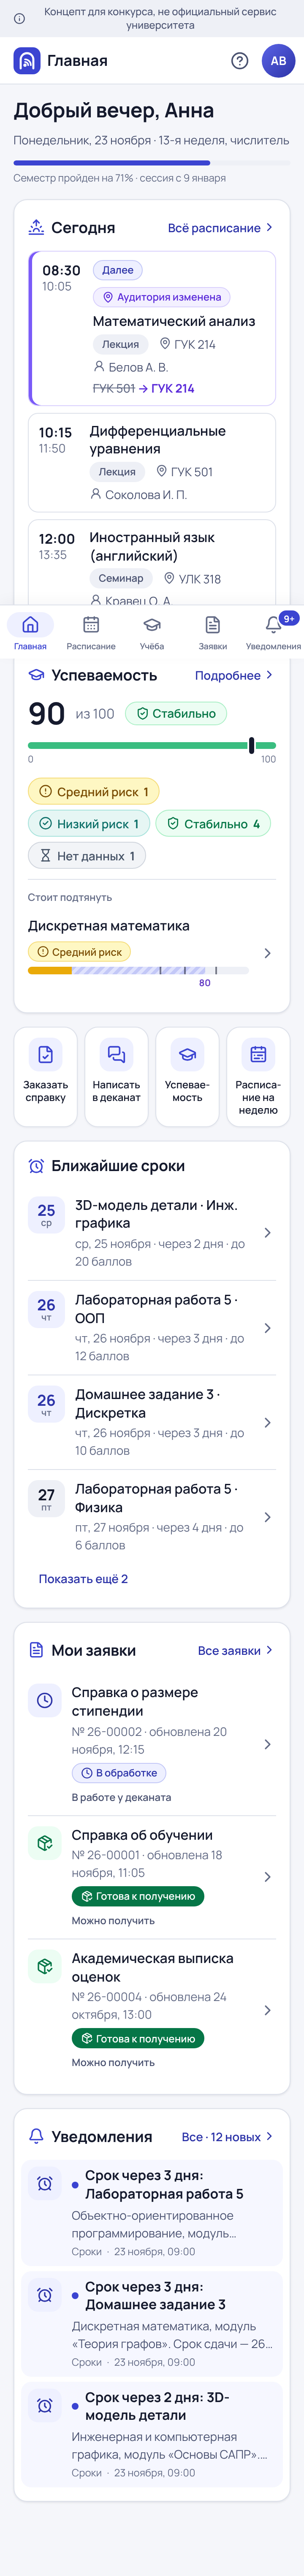 Концепт для конкурса, не официальный сервис
университета
Главная
АВ
Добрый вечер, Анна
Понедельник, 23 ноября · 13-я неделя, числитель
Семестр пройден на 71% · сессия с 9 января
Сегодня
Всё расписание
08:30
10:05
Далее
Аудитория изменена
Математический анализ
Лекция
ГУК 214
Белов А. В.
ГУК 501 → ГУК 214
10:15
11:50
Дифференциальные
уравнения
Лекция
ГУК 501
Соколова И. П.
12:00
13:35
Иностранный язык
(английский)
Семинар
УЛК 318
Кравец О. А.
Главная
Расписание
Учёба
Заявки
9+
Уведомления
Успеваемость
Подробнее
90 из 100
Стабильно
0
100
Средний риск 1
Низкий риск 1
Стабильно 4
Нет данных 1
Стоит подтянуть
Дискретная математика
Средний риск
80
Заказать
справку
Написать
в деканат
Успевае-
мость
Расписа-
ние на
неделю
Ближайшие сроки
25
ср
3D-модель детали · Инж.
графика
ср, 25 ноября · через 2 дня · до
20 баллов
26
чт
Лабораторная работа 5 ·
ООП
чт, 26 ноября · через 3 дня · до
12 баллов
26
чт
Домашнее задание 3 ·
Дискретка
чт, 26 ноября · через 3 дня · до
10 баллов
27
пт
Лабораторная работа 5 ·
Физика
пт, 27 ноября · через 4 дня · до
6 баллов
Показать ещё 2
Мои заявки
Все заявки
Справка о размере
стипендии
№ 26-00002 · обновлена 20
ноября, 12:15
В обработке
В работе у деканата
Справка об обучении
№ 26-00001 · обновлена 18
ноября, 11:05
Готова к получению
Можно получить
Академическая выписка
оценок
№ 26-00004 · обновлена 24
октября, 13:00
Готова к получению
Можно получить
Уведомления
Все · 12 новых
Срок через 3 дня:
Лабораторная работа 5
Объектно-ориентированное
программирование, модуль...
Сроки · 23 ноября, 09:00
Срок через 3 дня:
Домашнее задание 3
Дискретная математика, модуль
«Теория графов». Срок сдачи — 26...
Сроки · 23 ноября, 09:00
Срок через 2 дня: 3D-
модель детали
Инженерная и компьютерная
графика, модуль «Основы САПР»....
Сроки · 23 ноября, 09:00